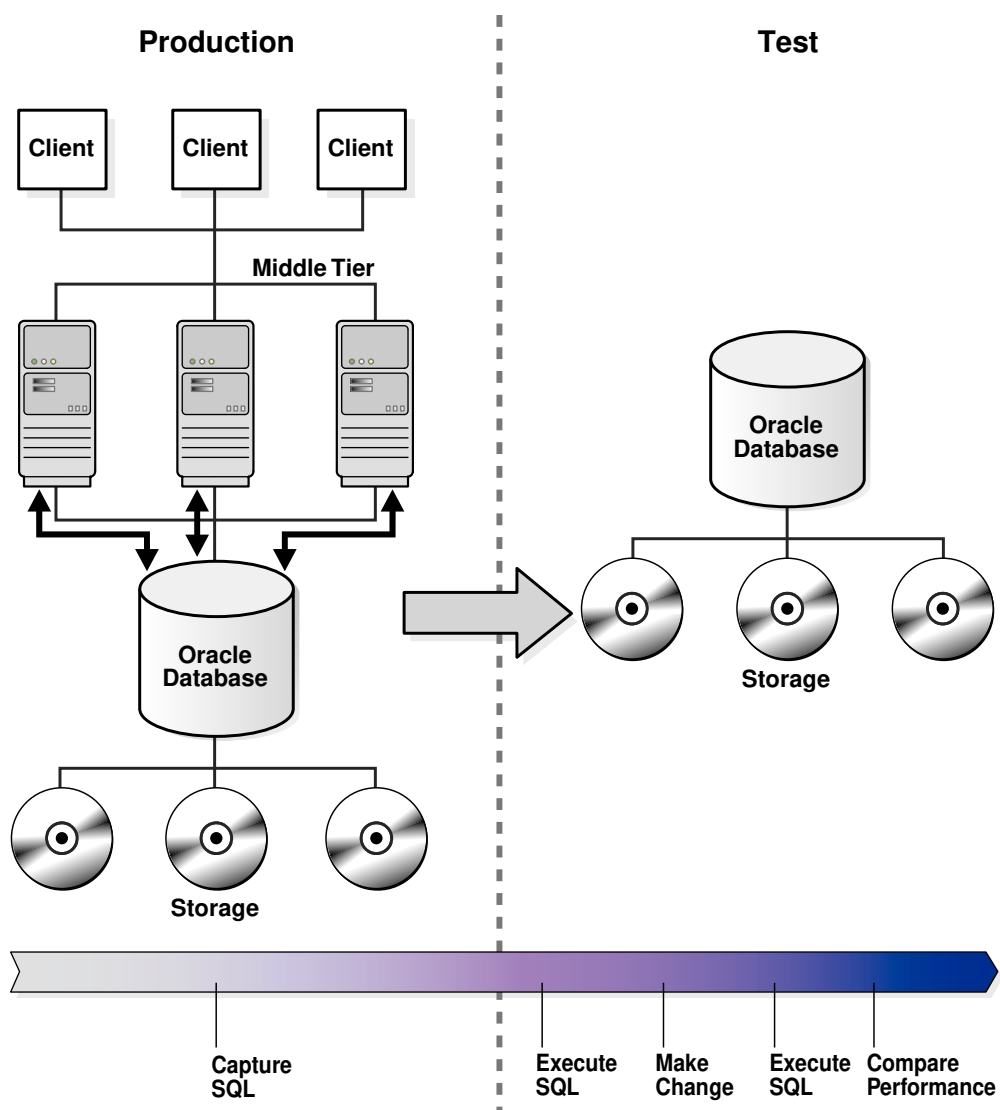 Production
Test
Client
Client
Client
Middle Tier
Oracle
Database
Oracle
Database
Storage
Storage
Capture
SQL
Execute
SQL
Make
Change
Execute
SQL
Compare
Performance